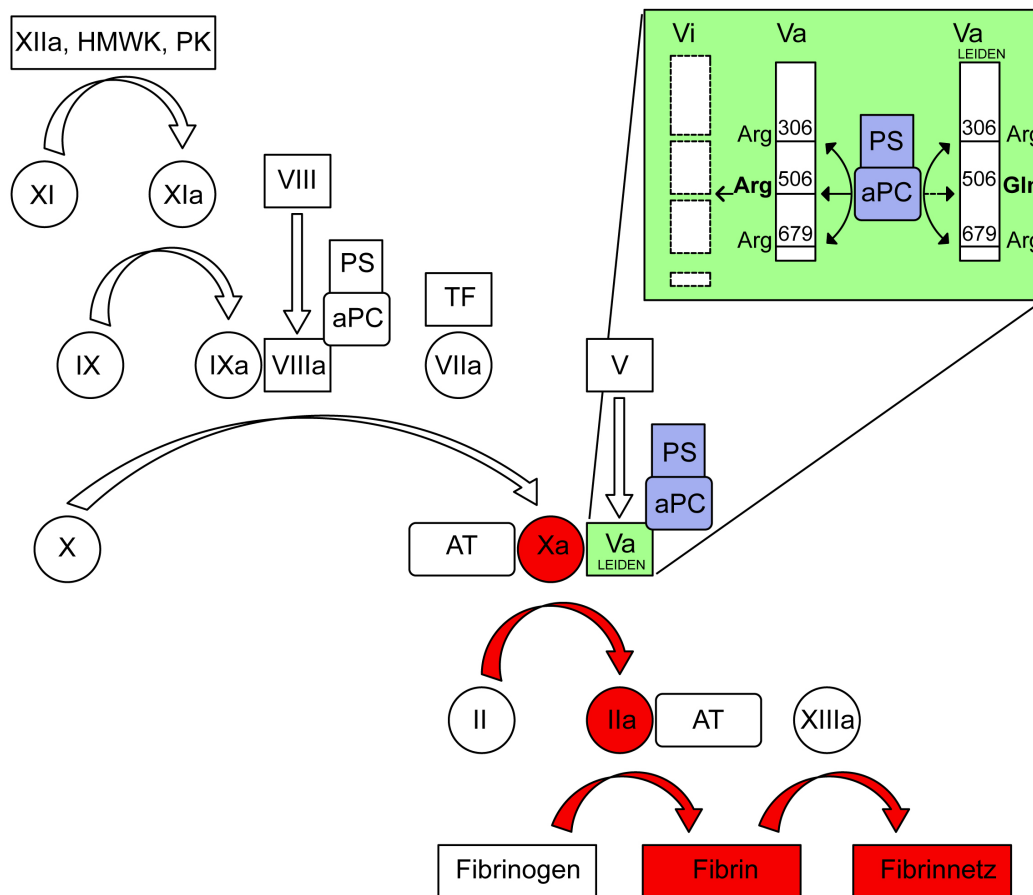 XIIa, HMWK, PK
XI
XIa
VIII
PS
aPC
TF
IX
IXa
VIIIa
VIIa
V
PS
aPC
X
AT
Xa
Va
LEIDEN
II
IIa
AT
XIIIa
Fibrinogen
Fibrin
Fibrinnetz
Vi
Va
Va
LEIDEN
Arg 306
Arg 506
Arg 679
PS
aPC
306 Arg
506 Gln
679 Arg